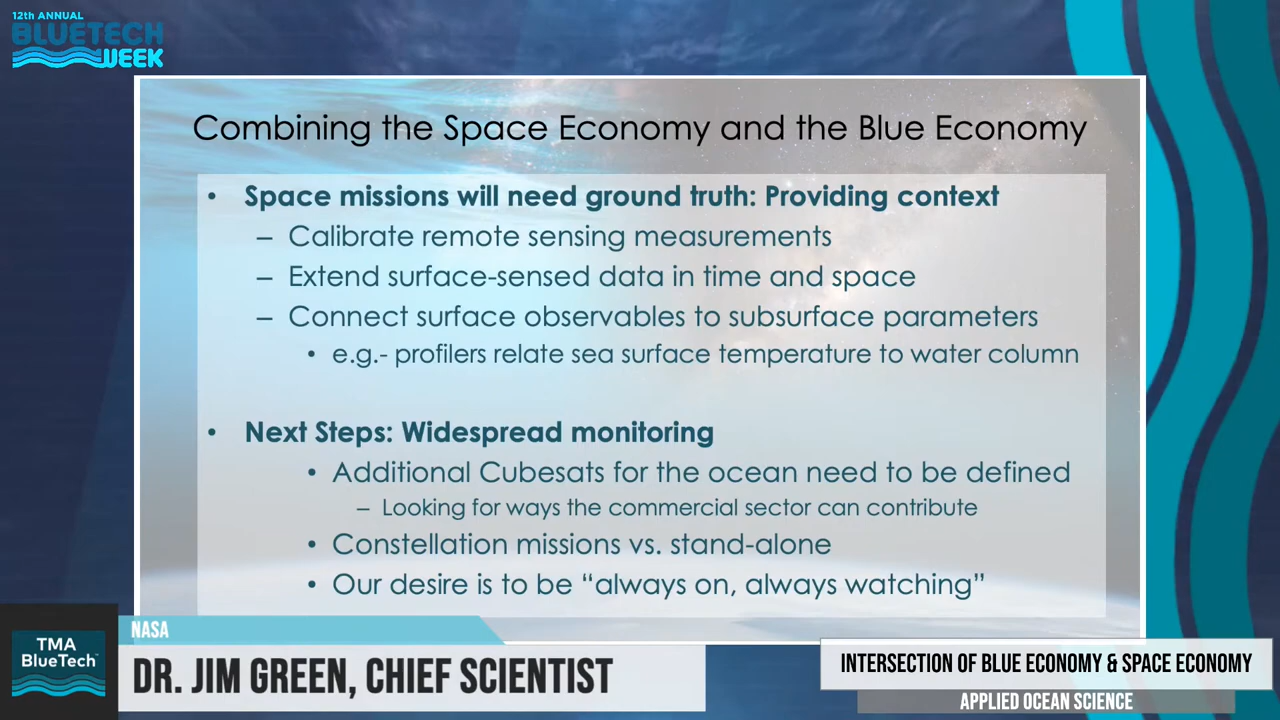 12th ANNUAL
BLUETECH
WEEK
Combining the Space Economy and the Blue Economy
• Space missions will need ground truth: Providing context
– Calibrate remote sensing measurements
– Extend surface-sensed data in time and space
– Connect surface observables to subsurface parameters
• e.g.- profilers relate sea surface temperature to water column
• Next Steps: Widespread monitoring
• Additional Cubesats for the ocean need to be defined
– Looking for ways the commercial sector can contribute
• Constellation missions vs. stand-alone
• Our desire is to be “always on, always watching”
TMA
BlueTech™
NASA
DR. JIM GREEN, CHIEF SCIENTIST
INTERSECTION OF BLUE ECONOMY & SPACE ECONOMY
APPLIED OCEAN SCIENCE